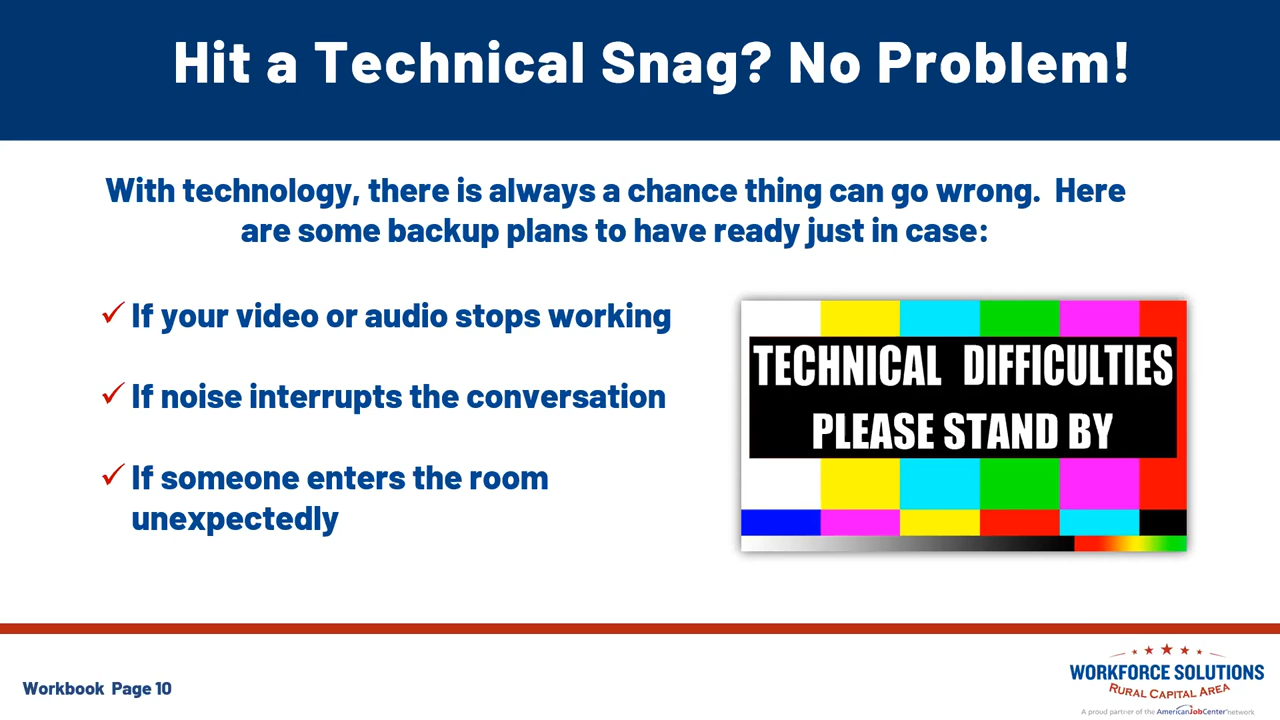 Hit a Technical Snag? No Problem!
With technology, there is always a chance thing can go wrong.  Here
are some backup plans to have ready just in case:
✓ If your video or audio stops working
✓ If noise interrupts the conversation
✓ If someone enters the room
unexpectedly
TECHNICAL DIFFICULTIES
PLEASE STAND BY
Workbook Page 10
WORKFORCE SOLUTIONS
RURAL CAPITAL AREA
A proud partner of the AmericanJobCenter network